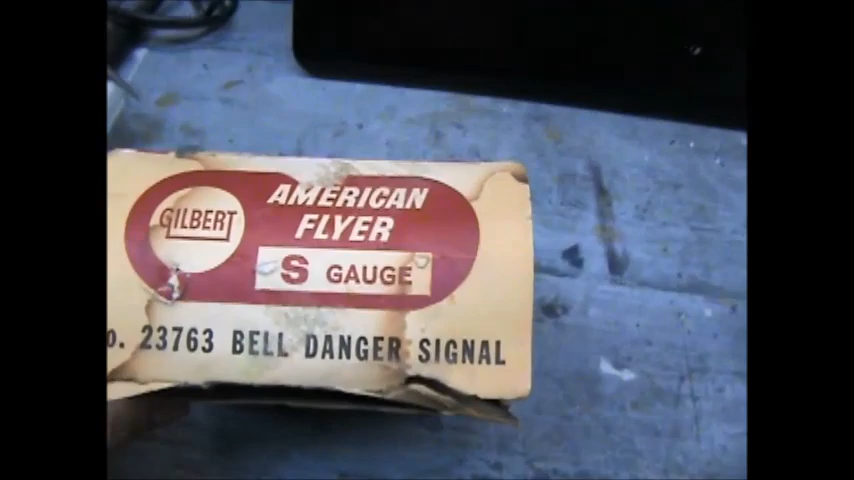 GILBERT
AMERICAN
FLYER
S GAUGE
o. 23763 BELL DANGER SIGNAL